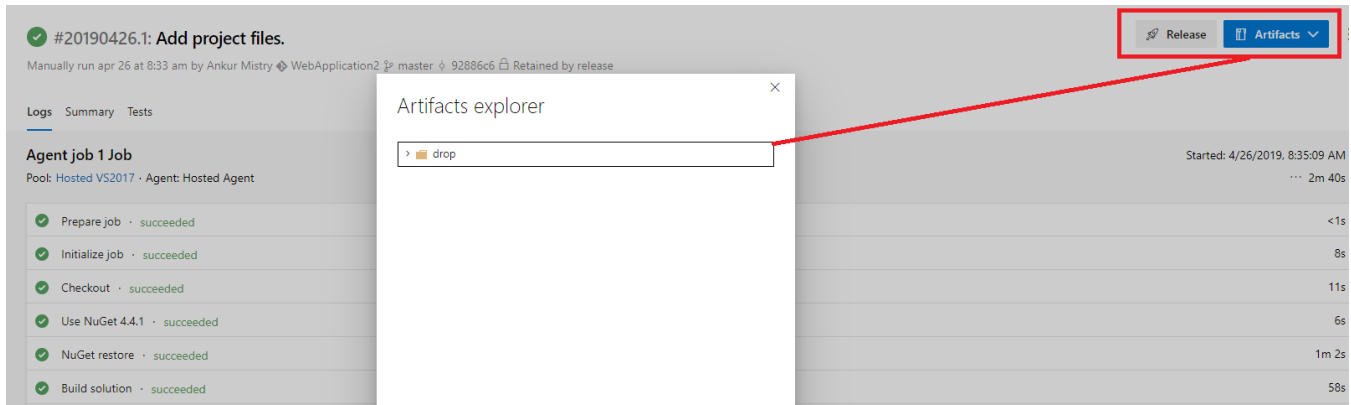 #20190426.1: Add project files.
Release
Artifacts
Manually run apr 26 at 8:33 am by Ankur Mistry WebApplication2 master 92886c6 Retained by release
Artifacts explorer
Logs Summary Tests
drop
Agent job 1 Job
Started: 4/26/2019, 8:35:09 AM
Pool: Hosted VS2017 · Agent: Hosted Agent
··· 2m 40s
Prepare job · succeeded
<1s
Initialize job · succeeded
8s
Checkout · succeeded
11s
Use NuGet 4.4.1 · succeeded
6s
NuGet restore · succeeded
1m 2s
Build solution · succeeded
58s